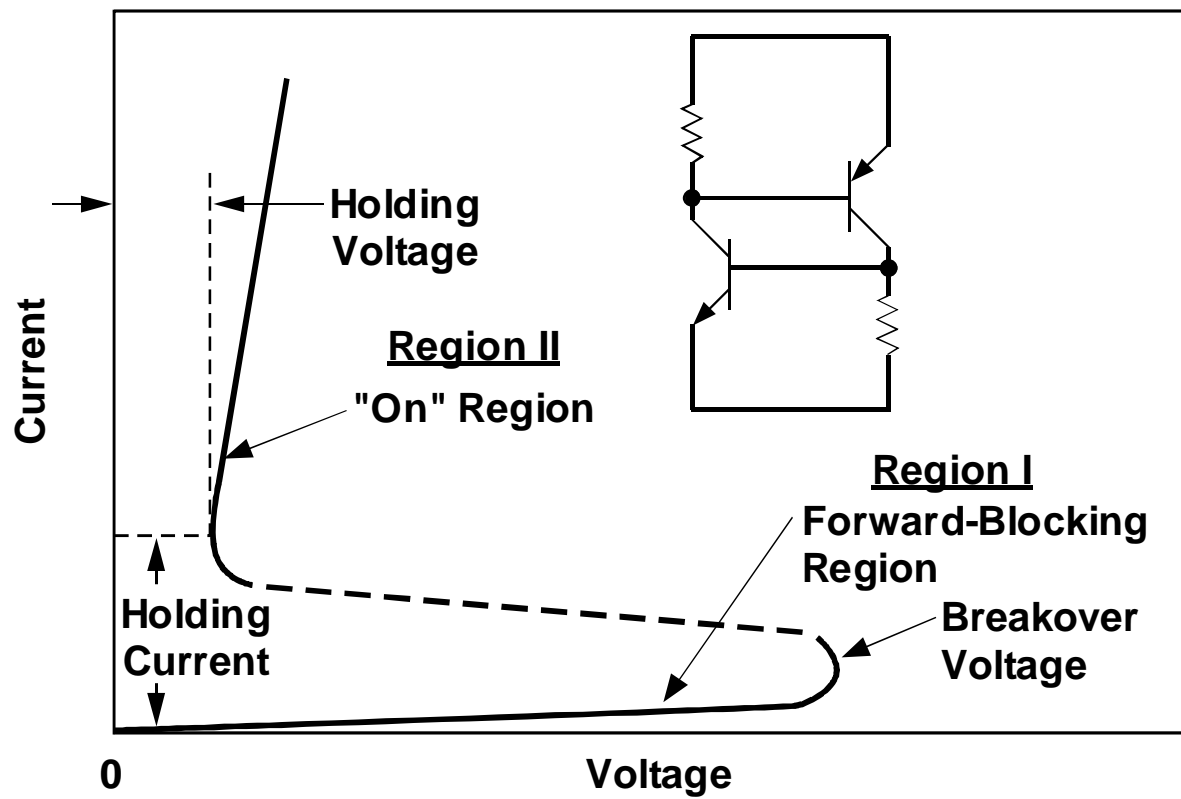 Holding
Voltage
Region II
"On" Region
Region I
Forward-Blocking
Region
Breakover
Voltage
Holding
Current
Current
0
Voltage